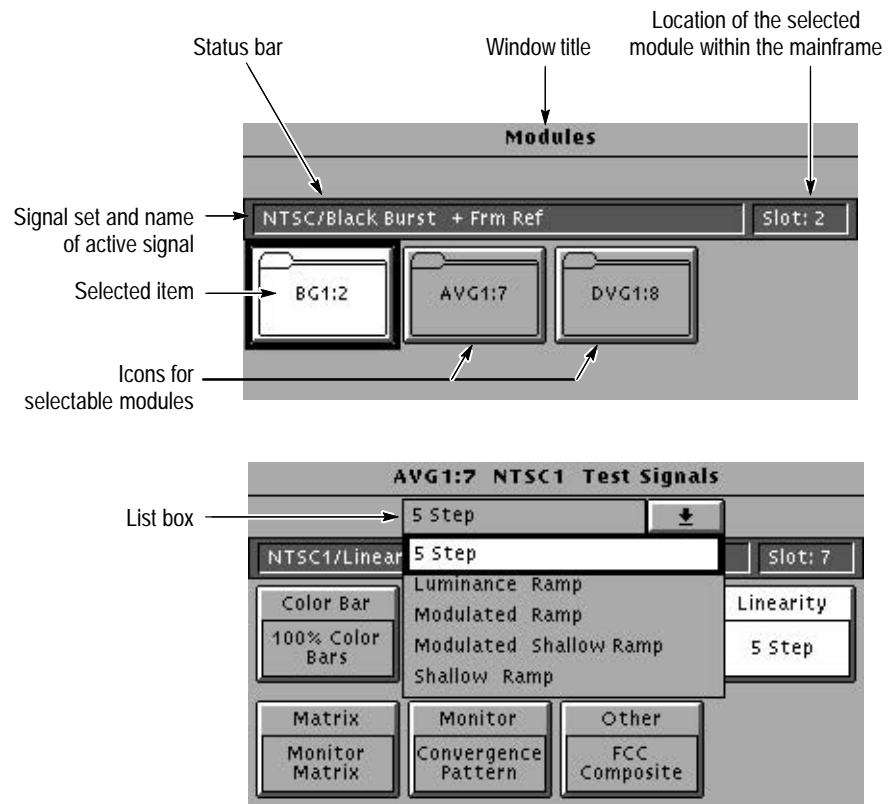 Location of the selected
module within the mainframe
Status bar
Window title
Modules
Signal set and name
of active signal
NTSC/Black Burst + Frm Ref
Slot: 2
Selected item
BG1:2
AVG1:7
DVG1:8
Icons for
selectable modules
AVG1:7 NTSC1 Test Signals
List box
5 Step
NTSC1/Linear
5 Step
Slot: 7
Luminance Ramp
Modulated Ramp
Modulated Shallow Ramp
Shallow Ramp
Color Bar
100% Color
Bars
Linearity
5 Step
Matrix
Monitor
Matrix
Monitor
Convergence
Pattern
Other
FCC
Composite